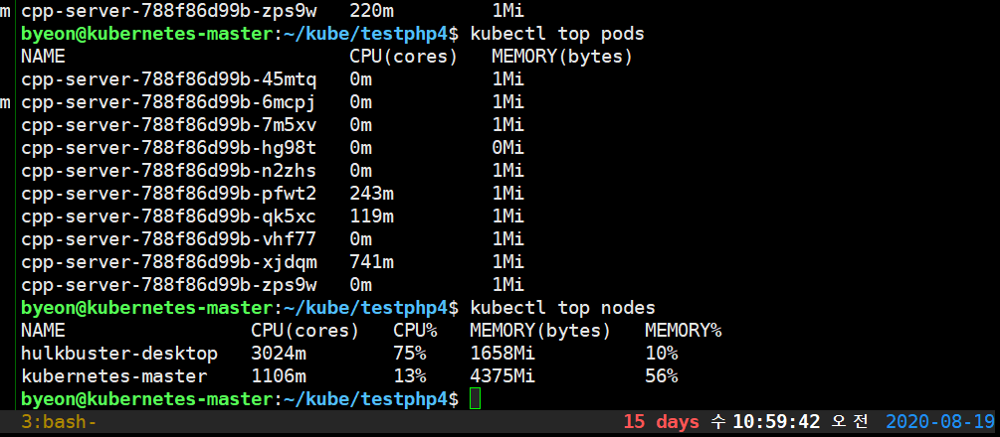 m cpp-server-788f86d99b-zps9w   220m          1Mi
byeon@kubernetes-master:~/kube/testphp4$ kubectl top pods
NAME                          CPU(cores)   MEMORY(bytes)
cpp-server-788f86d99b-45mtq   0m           1Mi
m cpp-server-788f86d99b-6mcpj   0m           1Mi
cpp-server-788f86d99b-7m5xv   0m           1Mi
cpp-server-788f86d99b-hg98t   0m           0Mi
cpp-server-788f86d99b-n2zhs   0m           1Mi
cpp-server-788f86d99b-pfwt2   243m         1Mi
cpp-server-788f86d99b-qk5xc   119m         1Mi
cpp-server-788f86d99b-vhf77   0m           1Mi
cpp-server-788f86d99b-xjdqm   741m         1Mi
cpp-server-788f86d99b-zps9w   0m           1Mi
byeon@kubernetes-master:~/kube/testphp4$ kubectl top nodes
NAME                 CPU(cores)   CPU%   MEMORY(bytes)   MEMORY%
hulkbuster-desktop   3024m        75%    1658Mi          10%
kubernetes-master    1106m        13%    4375Mi          56%
byeon@kubernetes-master:~/kube/testphp4$
3:bash- 15 days 수 10:59:42 오전 2020-08-19